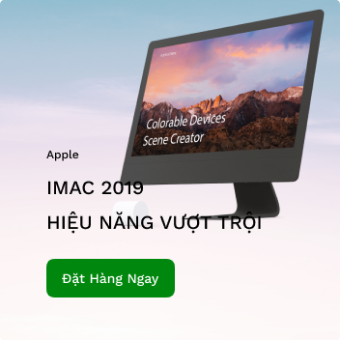 Colorable Devices
Scene Creator
Apple
IMAC 2019
HIỆU NĂNG VƯỢT TRỘI
Đặt Hàng Ngay